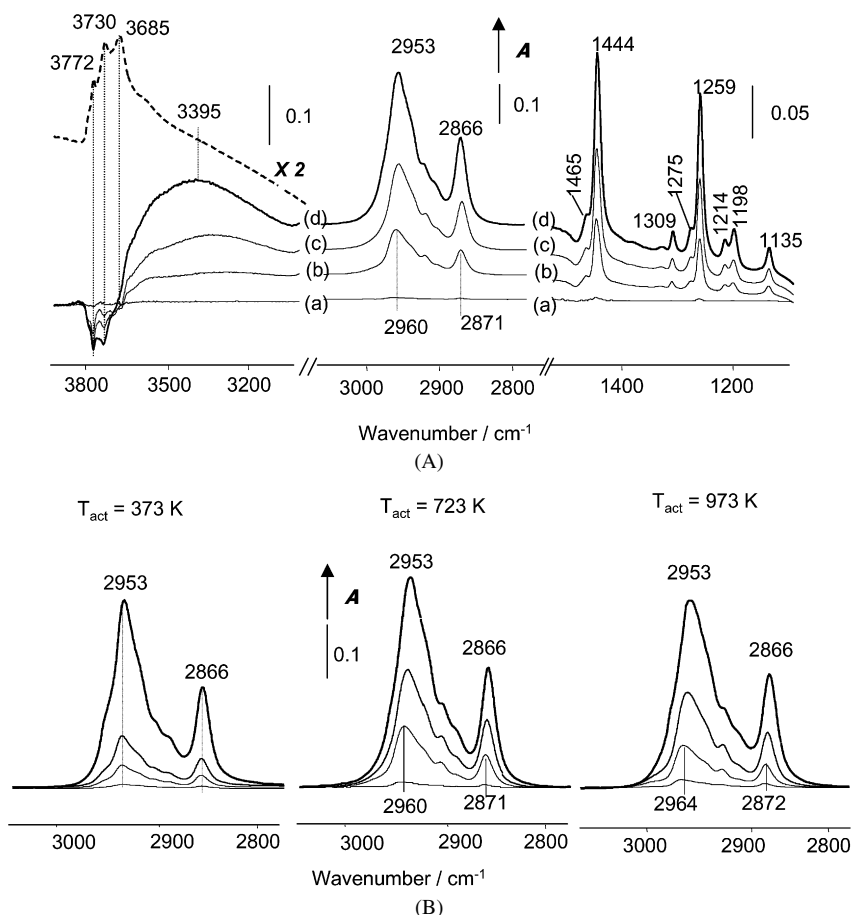 3730
3685
3772
3395
0.1
X 2
2953
A
0.1
2866
1444
1259
0.05
1465
1275
1309
1214
1198
1135
(d) (d)
(c) (c)
(b) (b)
(a) (a)
2960 2871
3800 3500 3200 3000 2900 2800 1400 1200
Wavenumber / cm-1
(A)
Tact = 373 K Tact = 723 K Tact = 973 K
2953 2866
2953 A 0.1 2866
2953 2866
2960 2871
2964 2872
3000 2900 2800 3000 2900 2800 3000 2900 2800
Wavenumber / cm-1
(B)